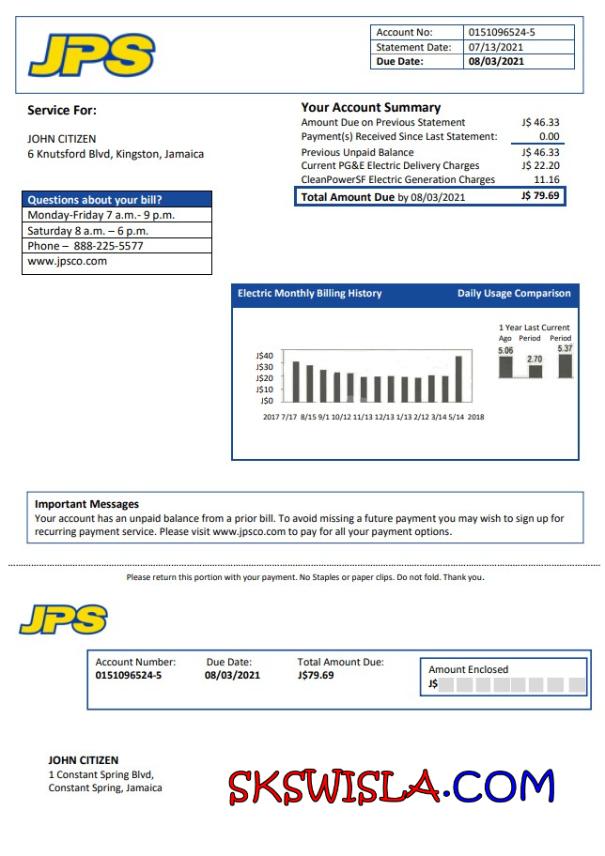 JPS
Account No: 0151096524-5
Statement Date: 07/13/2021
Due Date: 08/03/2021
Service For:
JOHN CITIZEN
6 Knutsford Blvd, Kingston, Jamaica
Your Account Summary
Amount Due on Previous Statement J$ 46.33
Payment(s) Received Since Last Statement: 0.00
Previous Unpaid Balance J$ 46.33
Current PG&E Electric Delivery Charges J$ 22.20
CleanPowerSF Electric Generation Charges 11.16
Total Amount Due by 08/03/2021 J$ 79.69
Questions about your bill?
Monday-Friday 7 a.m.- 9 p.m.
Saturday 8 a.m. – 6 p.m.
Phone – 888-225-5577
www.jpsco.com
Electric Monthly Billing History Daily Usage Comparison
1 Year Last Current
Ago Period Period
5.06 2.70 5.37
J$40
J$30
J$20
J$10
J$0
2017 7/17 8/15 9/1 10/12 11/13 12/13 1/13 2/12 3/14 5/14 2018
Important Messages
Your account has an unpaid balance from a prior bill. To avoid missing a future payment you may wish to sign up for
recurring payment service. Please visit www.jpsco.com to pay for all your payment options.
Please return this portion with your payment. No Staples or paper clips. Do not fold. Thank you.
JPS
Account Number: Due Date: Total Amount Due:
0151096524-5 08/03/2021 J$79.69
Amount Enclosed
J$
JOHN CITIZEN
1 Constant Spring Blvd,
Constant Spring, Jamaica
SKSWISLA.COM